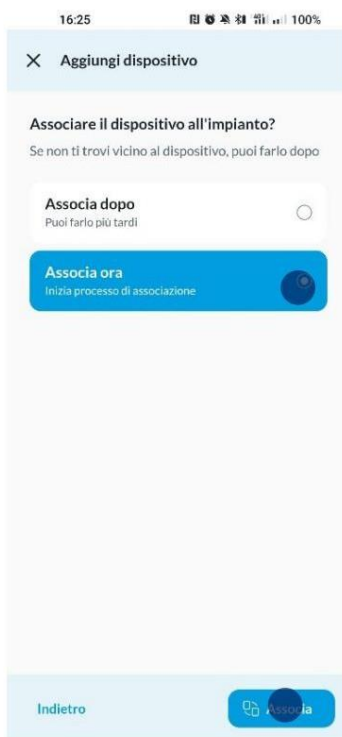 16:25
100%
Aggiungi dispositivo
Associare il dispositivo all'impianto?
Se non ti trovi vicino al dispositivo, puoi farlo dopo
Associa dopo
Puoi farlo più tardi
Associa ora
Inizia processo di associazione
Indietro
Associa